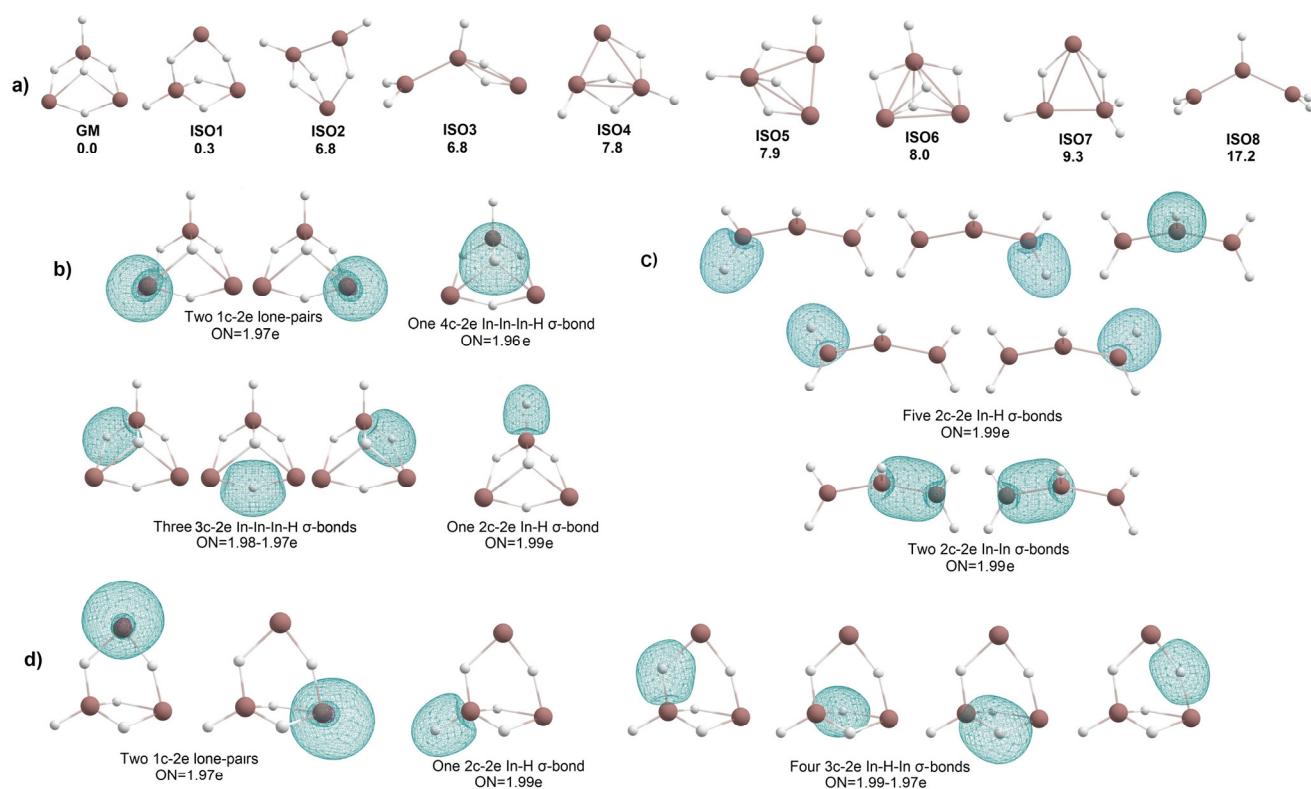 a)
GM ISO1 ISO2 ISO3 ISO4 ISO5 ISO6 ISO7 ISO8
0.0 0.3 6.8 6.8 7.8 7.9 8.0 9.3 17.2
b)
Two 1c-2e lone-pairs
ON=1.97e
One 4c-2e In-In-In-H σ-bond
ON=1.96e
Three 3c-2e In-In-In-H σ-bonds
ON=1.98-1.97e
One 2c-2e In-H σ-bond
ON=1.99e
c)
Five 2c-2e In-H σ-bonds
ON=1.99e
Two 2c-2e In-In σ-bonds
ON=1.99e
d)
Two 1c-2e lone-pairs
ON=1.97e
One 2c-2e In-H σ-bond
ON=1.99e
Four 3c-2e In-H-In σ-bonds
ON=1.99-1.97e